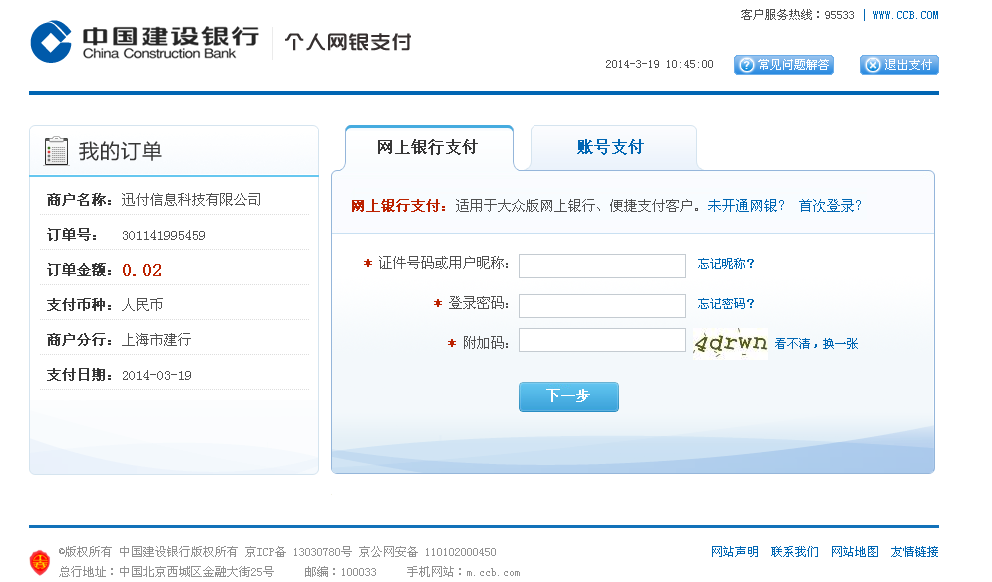 客户服务热线：95533 | WWW.CCB.COM
中国建设银行 个人网银支付
China Construction Bank
2014-3-19 10:45:00 常见问题解答 退出支付
我的订单
商户名称： 迅付信息科技有限公司
订单号： 301141995459
订单金额： 0.02
支付币种： 人民币
商户分行： 上海市建行
支付日期： 2014-03-19
网上银行支付 账号支付
网上银行支付： 适用于大众版网上银行、便捷支付客户。 未开通网银？ 首次登录？
* 证件号码或用户昵称： 忘记昵称？
* 登录密码： 忘记密码？
* 附加码： 4drwn 看不清，换一张
下一步
©版权所有 中国建设银行版权所有 京ICP备 13030780号 京公网安备 110102000450
总行地址：中国北京西城区金融大街25号 邮编：100033 手机网站：m.ccb.com
网站声明 联系我们 网站地图 友情链接